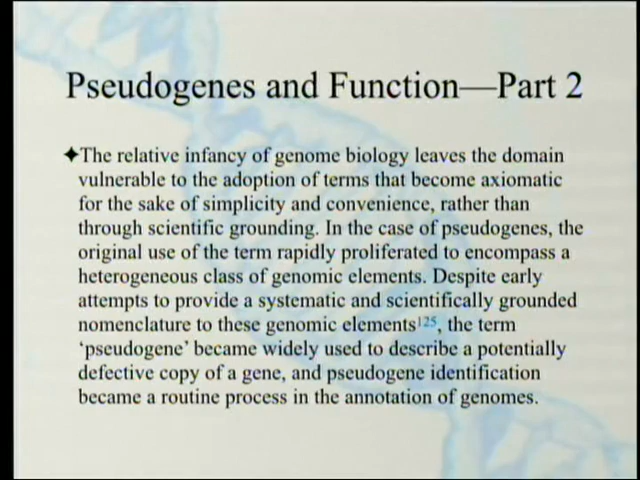 Pseudogenes and Function—Part 2
✦The relative infancy of genome biology leaves the domain
vulnerable to the adoption of terms that become axiomatic
for the sake of simplicity and convenience, rather than
through scientific grounding. In the case of pseudogenes, the
original use of the term rapidly proliferated to encompass a
heterogeneous class of genomic elements. Despite early
attempts to provide a systematic and scientifically grounded
nomenclature to these genomic elements¹²⁵, the term
‘pseudogene’ became widely used to describe a potentially
defective copy of a gene, and pseudogene identification
became a routine process in the annotation of genomes.